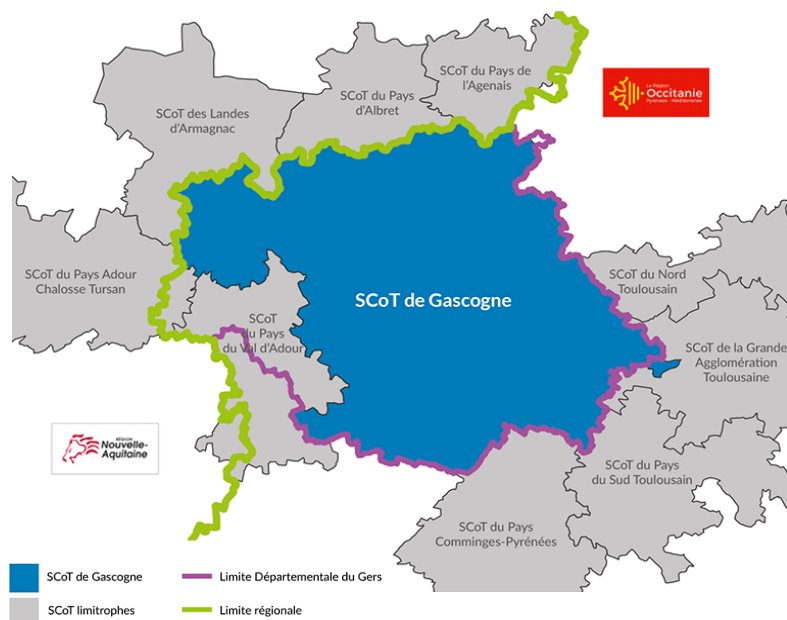 SCoT du Pays de
l'Agenais
SCoT du Pays
d'Albret
SCoT des Landes
d'Armagnac
La Région
Occitanie
Pyrénées - Méditerranée
SCoT du Pays Adour
Chalosse Tursan
SCoT du Nord
Toulousain
SCoT de Gascogne
SCoT
du Pays
du Val d'Adour
SCoT de la Grande
Agglomération
Toulousaine
RÉGION
Nouvelle-
Aquitaine
SCoT du Pays
du Sud Toulousain
SCoT du Pays
Comminges-Pyrénées
SCoT de Gascogne
Limite Départementale du Gers
SCoT limitrophes
Limite régionale